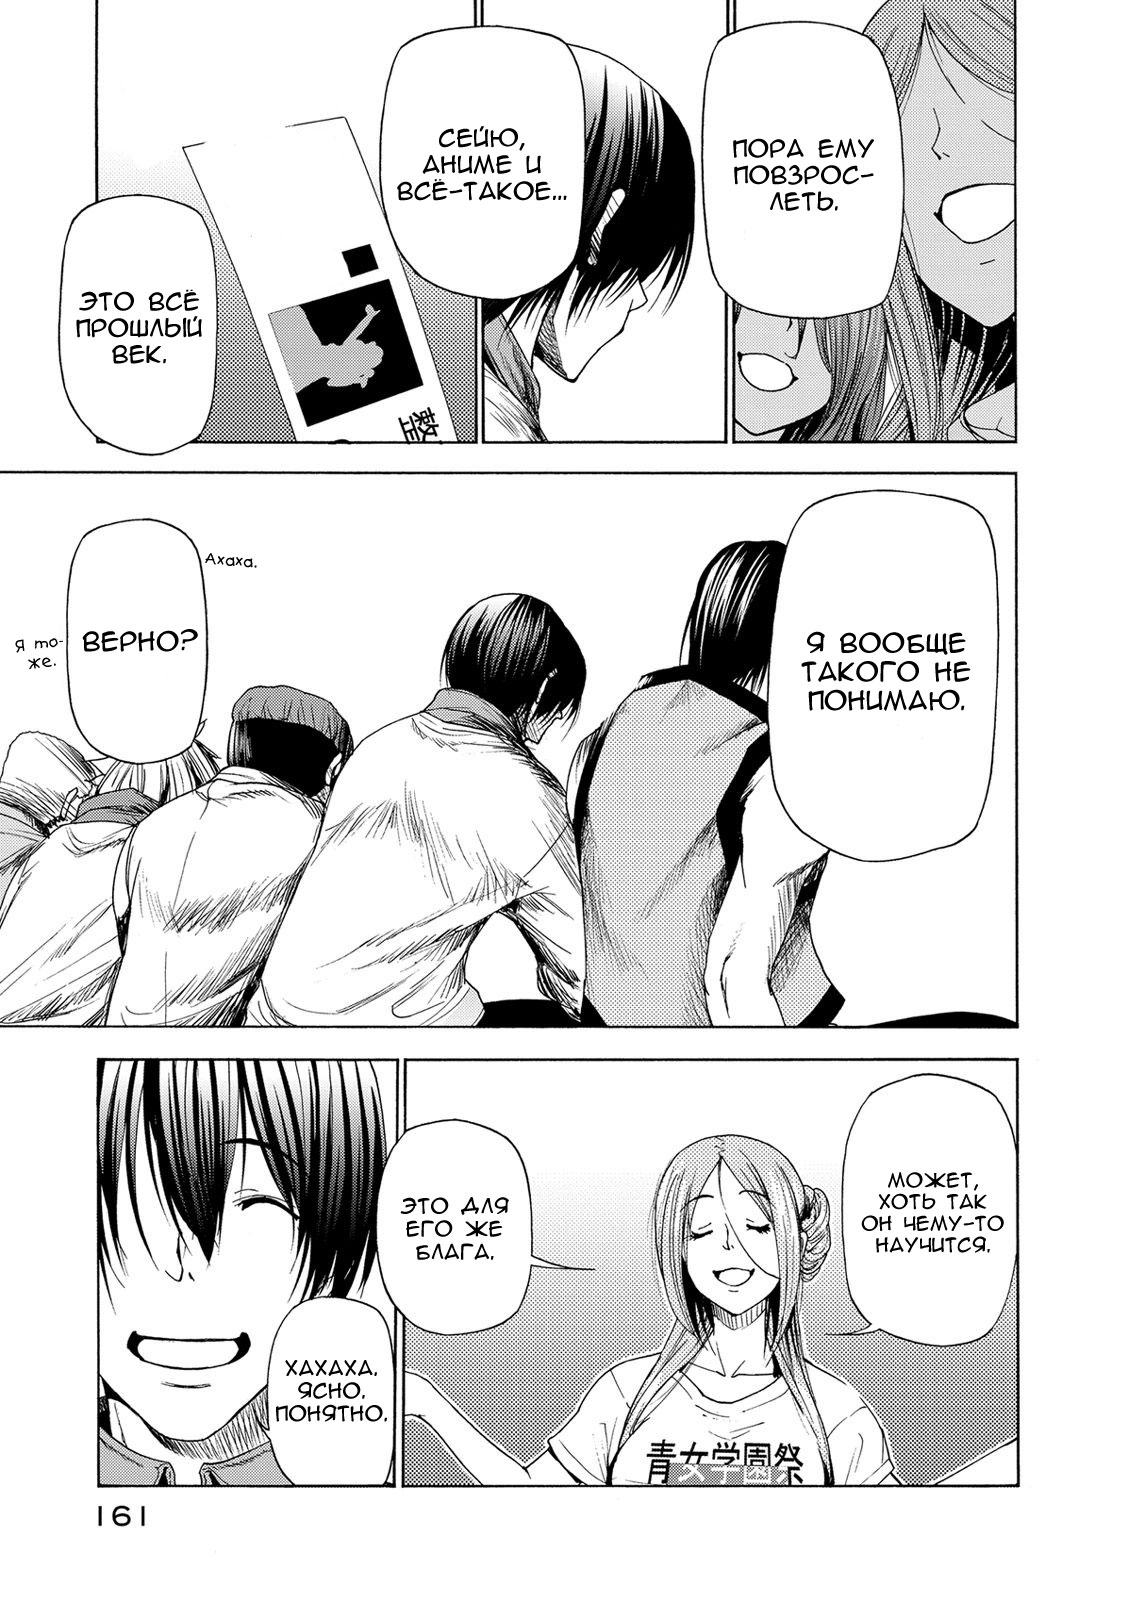 ПОРА ЕМУ
ПОВЗРОС-
ЛЕТЬ.
СЕЙЮ,
АНИМЕ И
ВСЁ-ТАКОЕ...
ЭТО ВСЁ
ПРОШЛЫЙ
ВЕК.
整
Я ВООБЩЕ
ТАКОГО НЕ
ПОНИМАЮ.
Ахаха.
ВЕРНО?
Я то-
же.
МОЖЕТ,
ХОТЬ ТАК
ОН ЧЕМУ-ТО
НАУЧИТСЯ.
ЭТО ДЛЯ
ЕГО ЖЕ
БЛАГА.
青女学園祭
ХАХАХА.
ЯСНО.
ПОНЯТНО.
161